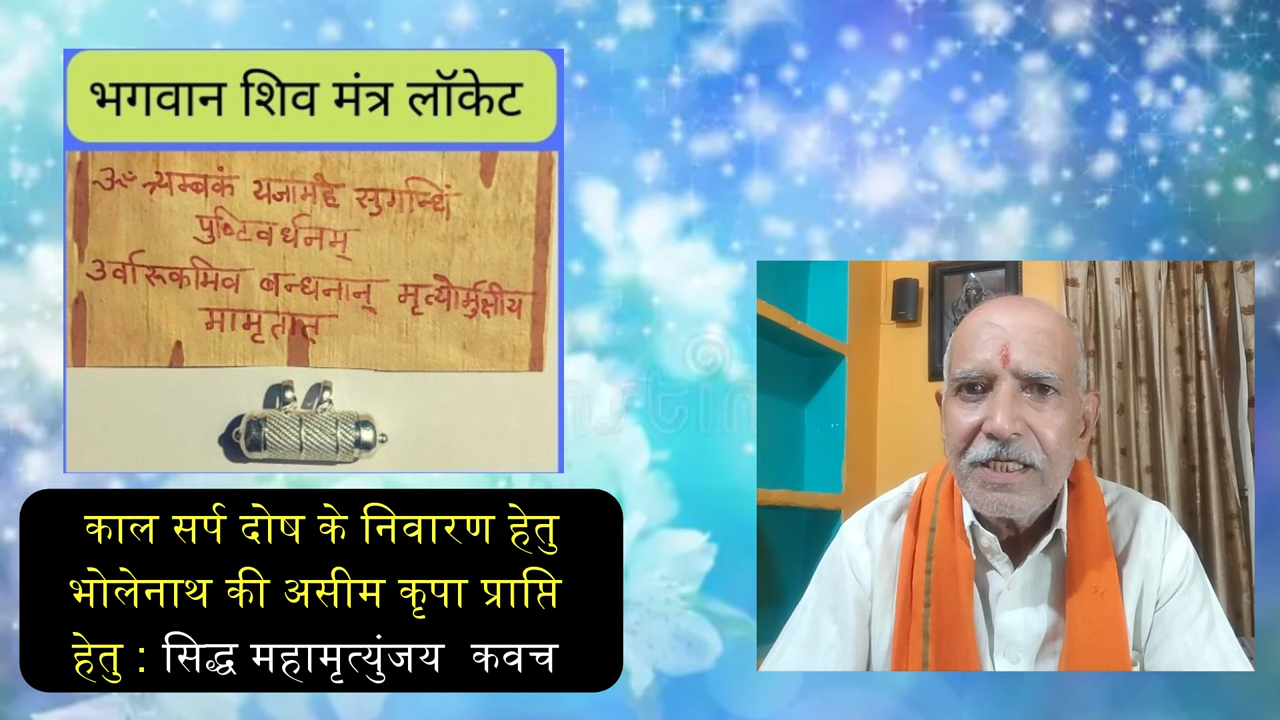 भगवान शिव मंत्र लॉकेट
ॐ त्र्यम्बकं यजामहे सुगन्धिं
पुष्टिवर्धनम्
उर्वारूकमिव बन्धनान् मृत्योर्मुक्षीय
मामृतात्
काल सर्प दोष के निवारण हेतु
भोलेनाथ की असीम कृपा प्राप्ति
हेतु : सिद्ध महामृत्युंजय कवच